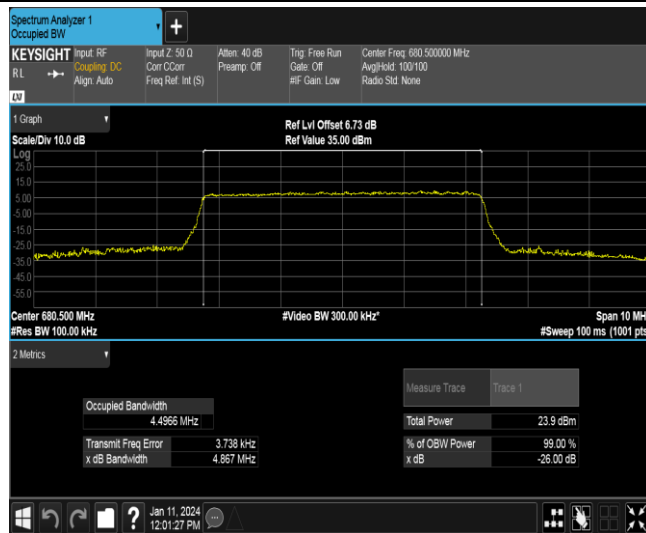 Spectrum Analyzer 1
Occupied BW
+
KEYSIGHT Input: RF Input Z: 50 Ω Atten: 40 dB Trig: Free Run Center Freq: 680.500000 MHz
RL Coupling: DC Corr CCorr Preamp: Off Gate: Off Avg|Hold: 100/100
Align: Auto Freq Ref: Int (S) #IF Gain: Low Radio Std: None
1 Graph
Ref Lvl Offset 6.73 dB
Scale/Div 10.0 dB Ref Value 35.00 dBm
Log
25.0
15.0
5.00
-5.00
-15.0
-25.0
-35.0
-45.0
-55.0
Center 680.500 MHz #Video BW 300.00 kHz* Span 10 MH
#Res BW 100.00 kHz #Sweep 100 ms (1001 pts
2 Metrics
Measure Trace Trace 1
Occupied Bandwidth
4.4966 MHz Total Power 23.9 dBm
Transmit Freq Error 3.738 kHz % of OBW Power 99.00 %
x dB Bandwidth 4.867 MHz x dB -26.00 dB
? Jan 11, 2024
12:01:27 PM